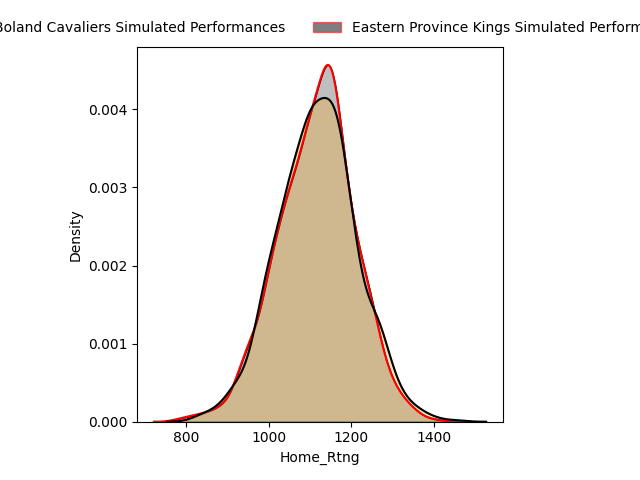 Boland Cavaliers Simulated Performances Eastern Province Kings Simulated Perform
0.004
0.003
0.002
0.001
0.000
Density
800 1000 1200 1400
Home_Rtng